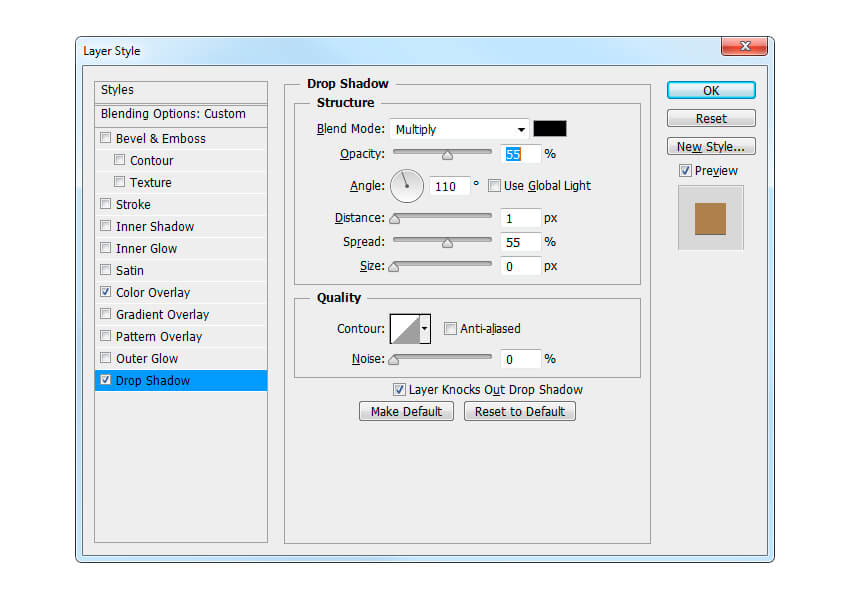 Layer Style
Styles
Blending Options: Custom
Bevel & Emboss
Contour
Texture
Stroke
Inner Shadow
Inner Glow
Satin
Color Overlay
Gradient Overlay
Pattern Overlay
Outer Glow
Drop Shadow
Drop Shadow
Structure
Blend Mode: Multiply
Opacity: 55 %
Angle: 110 ° Use Global Light
Distance: 1 px
Spread: 55 %
Size: 0 px
Quality
Contour: Anti-aliased
Noise: 0 %
Layer Knocks Out Drop Shadow
Make Default Reset to Default
OK
Reset
New Style...
Preview